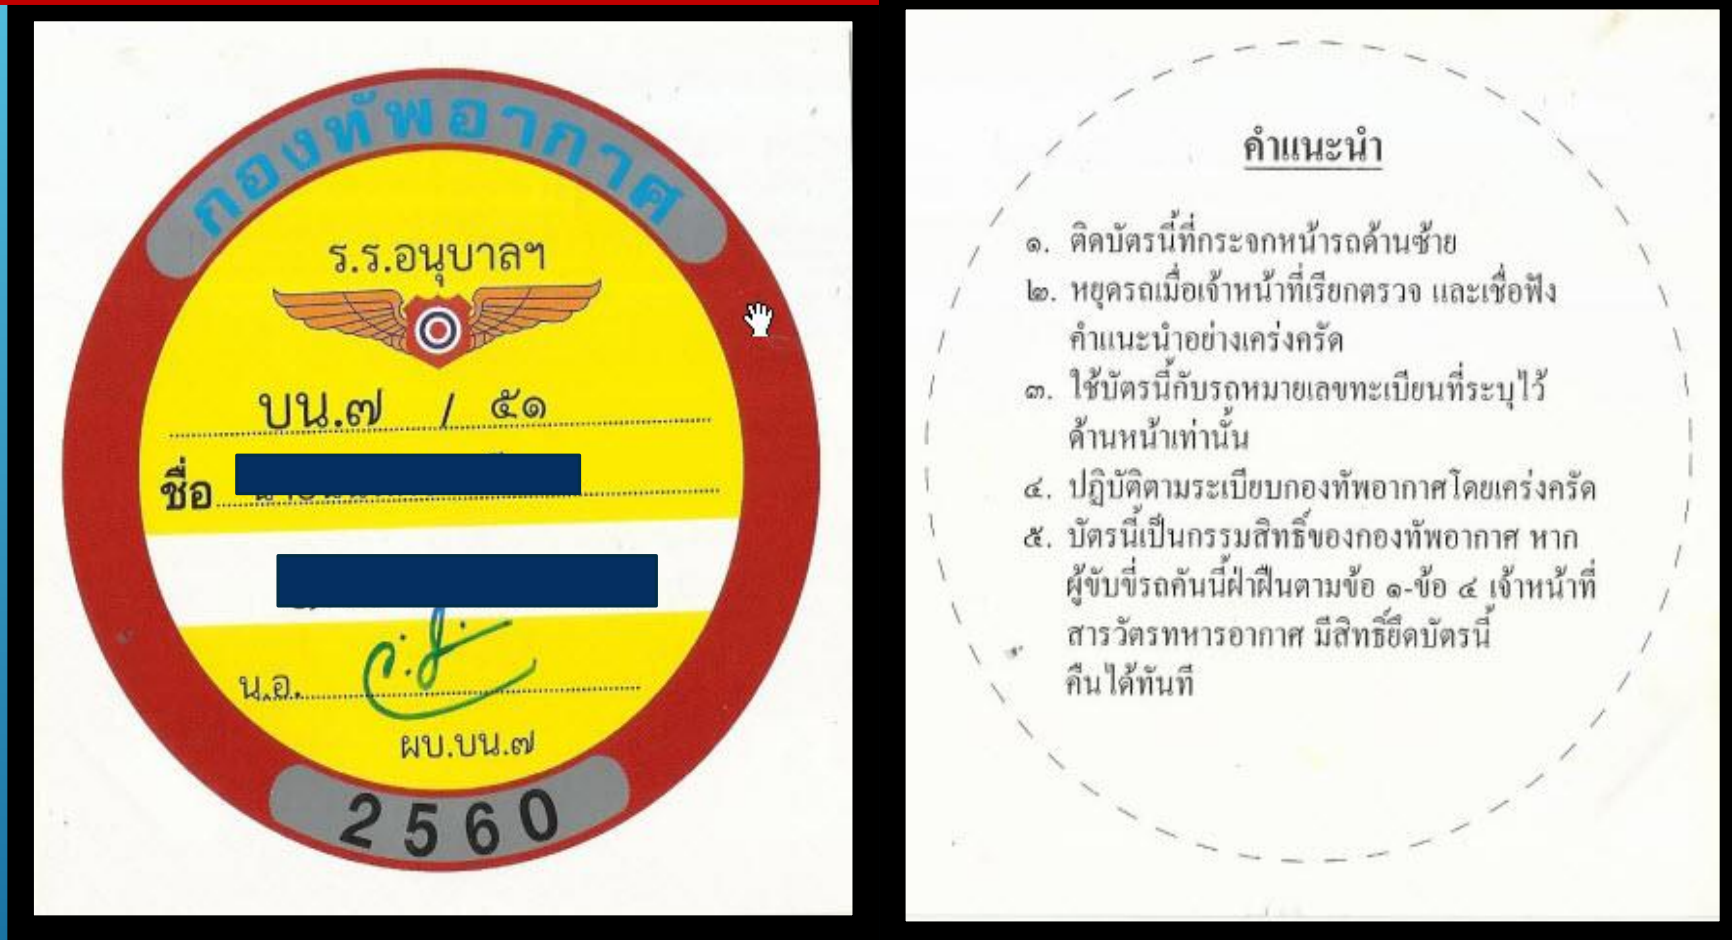 กองทัพอากาศ
ร.ร.อนุบาลฯ
บน.๗ / ๕๑
ชื่อ
น.อ.
ผบ.บน.๗
2560
คำแนะนำ
๑. ติดบัตรนี้ที่กระจกหน้ารถด้านซ้าย
๒. หยุดรถเมื่อเจ้าหน้าที่เรียกตรวจ และเชื่อฟัง
คำแนะนำอย่างเคร่งครัด
๓. ใช้บัตรนี้กับรถหมายเลขทะเบียนที่ระบุไว้
ด้านหน้าเท่านั้น
๔. ปฏิบัติตามระเบียบกองทัพอากาศโดยเคร่งครัด
๕. บัตรนี้เป็นกรรมสิทธิ์ของกองทัพอากาศ หาก
ผู้ขับขี่รถคันนี้ฝ่าฝืนตามข้อ ๑-ข้อ ๔ เจ้าหน้าที่
สารวัตรทหารอากาศ มีสิทธิ์ยึดบัตรนี้
คืนได้ทันที